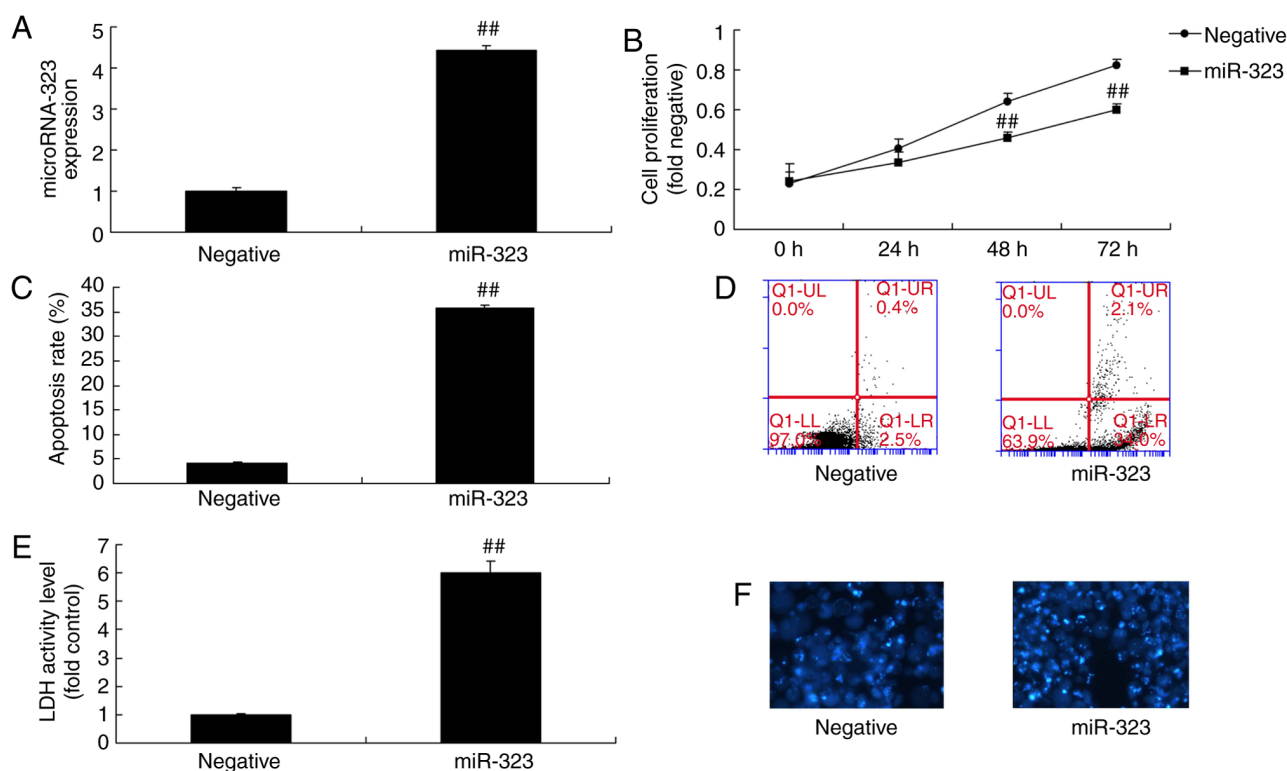 A
microRNA-323
expression
5
4
3
2
1
0
##
Negative
miR-323
B
Cell proliferation
(fold negative)
1
0.8
0.6
0.4
0.2
0
##
##
0 h
24 h
48 h
72 h
Negative
miR-323
C
Apoptosis rate (%)
40
35
30
25
20
15
10
5
0
##
Negative
miR-323
D
Q1-UL
0.0%
Q1-UR
0.4%
Q1-LL
97.0%
Q1-LR
2.5%
Negative
Q1-UL
0.0%
Q1-UR
2.1%
Q1-LL
63.9%
Q1-LR
34.0%
miR-323
E
LDH activity level
(fold control)
7
6
5
4
3
2
1
0
##
Negative
miR-323
F
Negative
miR-323